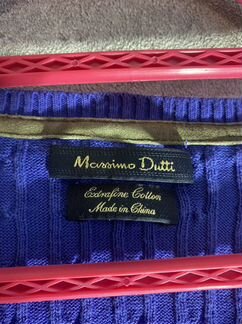 Massimo Dutti
Extrafine Cotton
Made in China